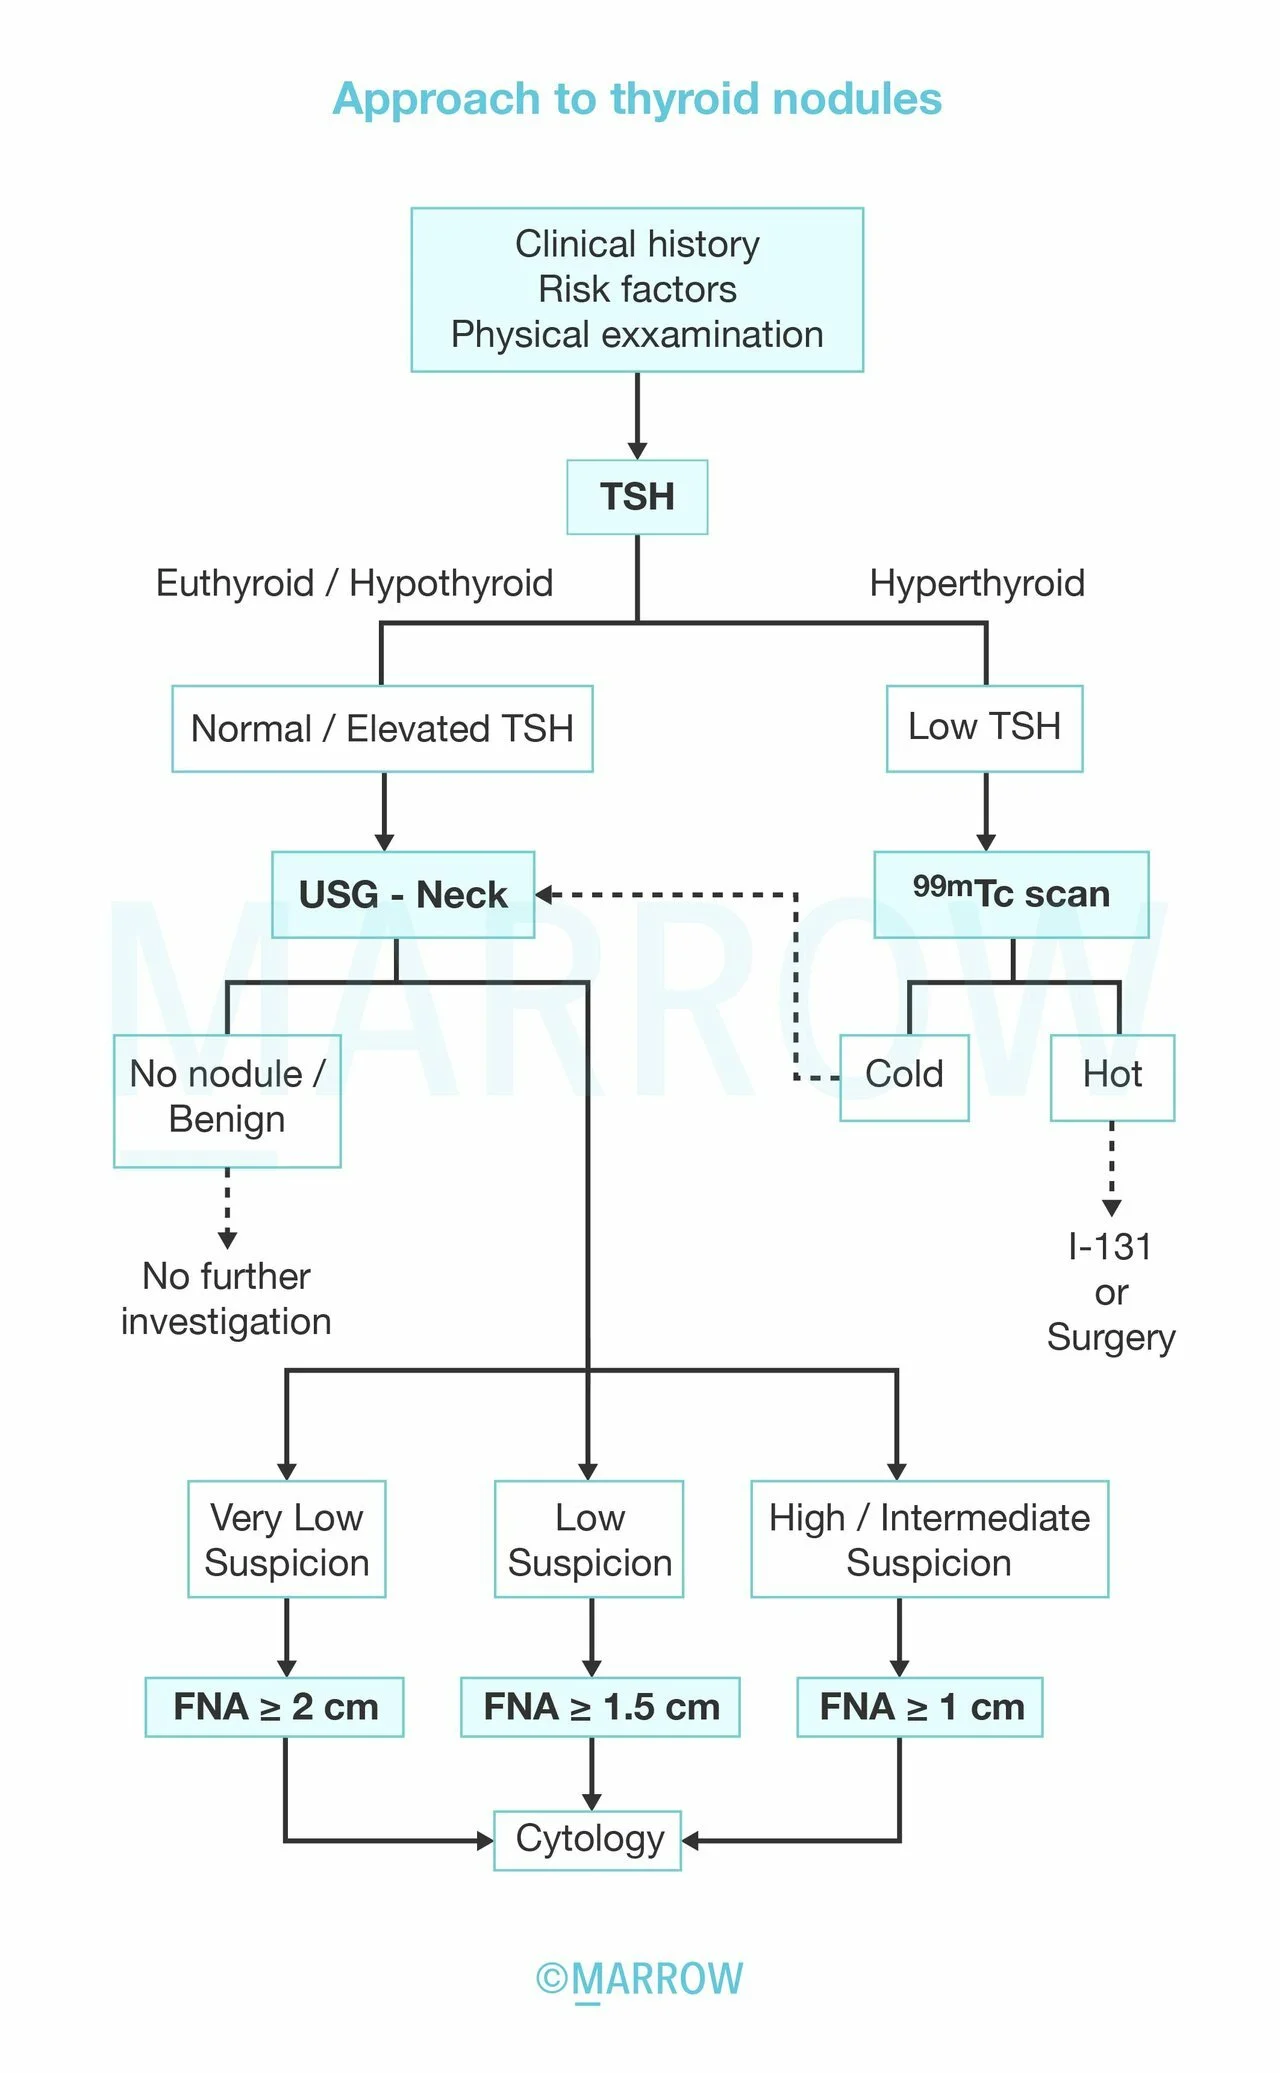 Approach to thyroid nodules
Clinical history
Risk factors
Physical exxamination
TSH
Euthyroid / Hypothyroid
Hyperthyroid
Normal / Elevated TSH
Low TSH
USG - Neck
99mTc scan
MARROW
No nodule /
Benign
Cold
Hot
No further
investigation
I-131
or
Surgery
Very Low
Suspicion
Low
Suspicion
High / Intermediate
Suspicion
FNA ≥ 2 cm
FNA ≥ 1.5 cm
FNA ≥ 1 cm
Cytology
©MARROW